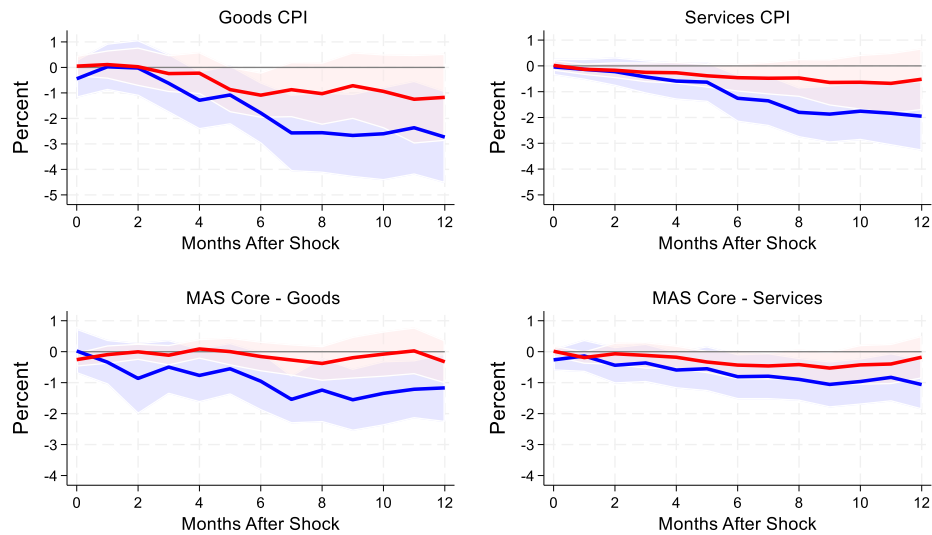 Goods CPI
Percent
1
0
-1
-2
-3
-4
-5
0 2 4 6 8 10 12
Months After Shock
Services CPI
Percent
1
0
-1
-2
-3
-4
-5
0 2 4 6 8 10 12
Months After Shock
MAS Core - Goods
Percent
1
0
-1
-2
-3
-4
0 2 4 6 8 10 12
Months After Shock
MAS Core - Services
Percent
1
0
-1
-2
-3
-4
0 2 4 6 8 10 12
Months After Shock